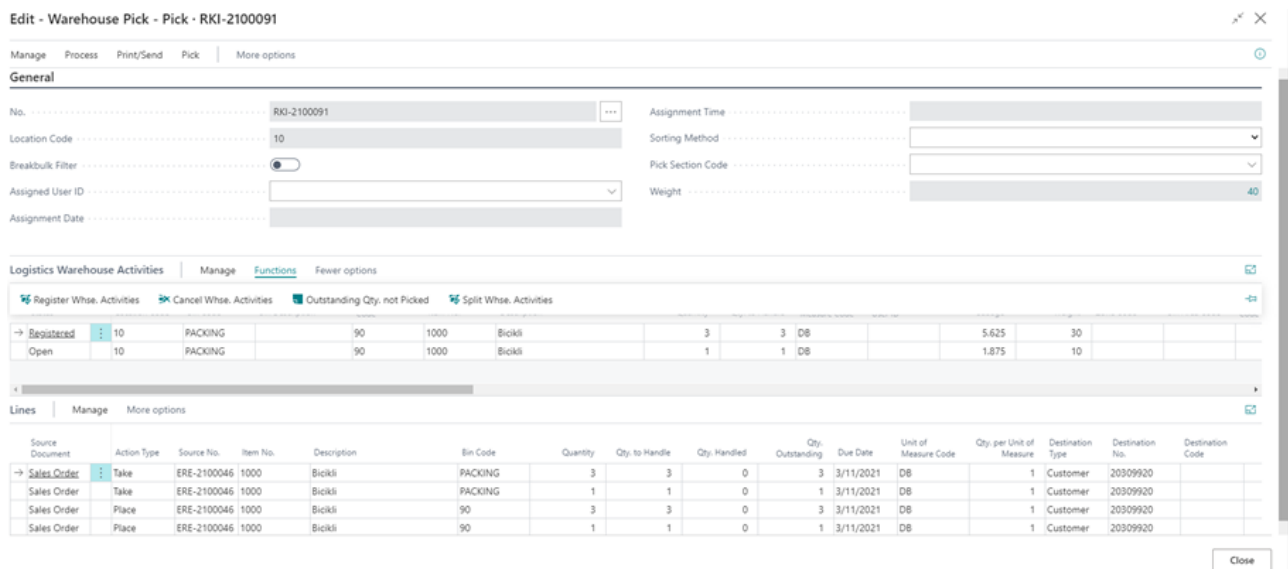 Edit - Warehouse Pick - Pick · RKI-2100091
Manage Process Print/Send Pick More options
General
No. RKI-2100091 Assignment Time
Location Code 10 Sorting Method
Breakbulk Filter Pick Section Code
Assigned User ID Weight 40
Assignment Date
Logistics Warehouse Activities Manage Functions Fewer options
Register Whse. Activities Cancel Whse. Activities Outstanding Qty. not Picked Split Whse. Activities
Registered 10 PACKING 90 1000 Bicikli 3 3 DB 5.625 30
Open 10 PACKING 90 1000 Bicikli 1 1 DB 1.875 10
Lines Manage More options
Source Document Action Type Source No. Item No. Description Bin Code Quantity Qty. to Handle Qty. Handled Qty. Outstanding Due Date Unit of Measure Code Qty. per Unit of Measure Destination Type Destination No. Destination Code
Sales Order Take ERE-2100046 1000 Bicikli PACKING 3 3 0 3 3/11/2021 DB 1 Customer 20309920
Sales Order Take ERE-2100046 1000 Bicikli PACKING 1 1 0 1 3/11/2021 DB 1 Customer 20309920
Sales Order Place ERE-2100046 1000 Bicikli 90 3 3 0 3 3/11/2021 DB 1 Customer 20309920
Sales Order Place ERE-2100046 1000 Bicikli 90 1 1 0 1 3/11/2021 DB 1 Customer 20309920
Close